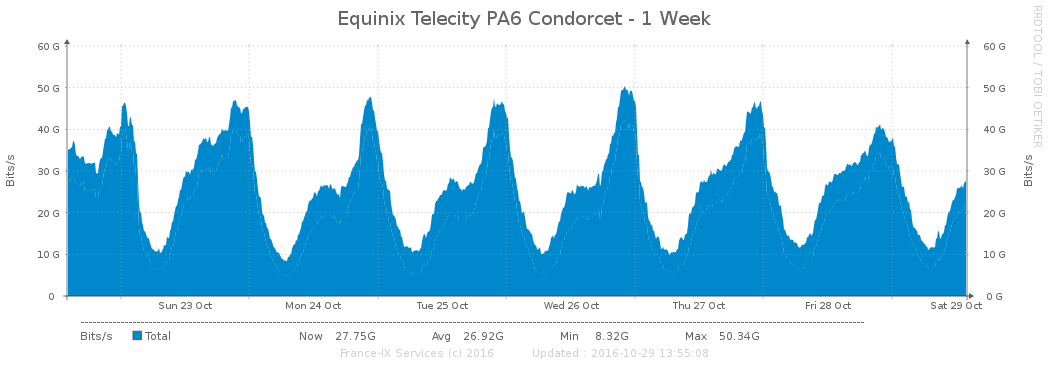 Equinix Telecity PA6 Condorcet - 1 Week
RRDTOOL / TOBI OETIKER
Bits/s
60 G 60 G
50 G 50 G
40 G 40 G
30 G 30 G
20 G 20 G
10 G 10 G
0 0 G
Bits/s
Sun 23 Oct Mon 24 Oct Tue 25 Oct Wed 26 Oct Thu 27 Oct Fri 28 Oct Sat 29 Oct
Bits/s Total Now 27.75G Avg 26.92G Min 8.32G Max 50.34G
France-IX Services (c) 2016 Updated : 2016-10-29 13:55:08